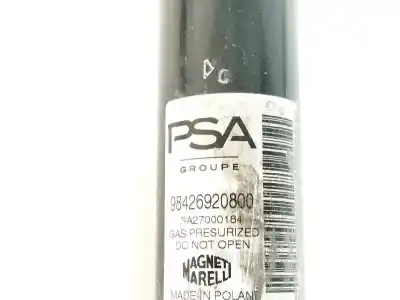 PSA
GROUPE
98426920800
SA27000184
GAS PRESURIZED
DO NOT OPEN
MAGNETI
MARELLI
MADE IN POLAND